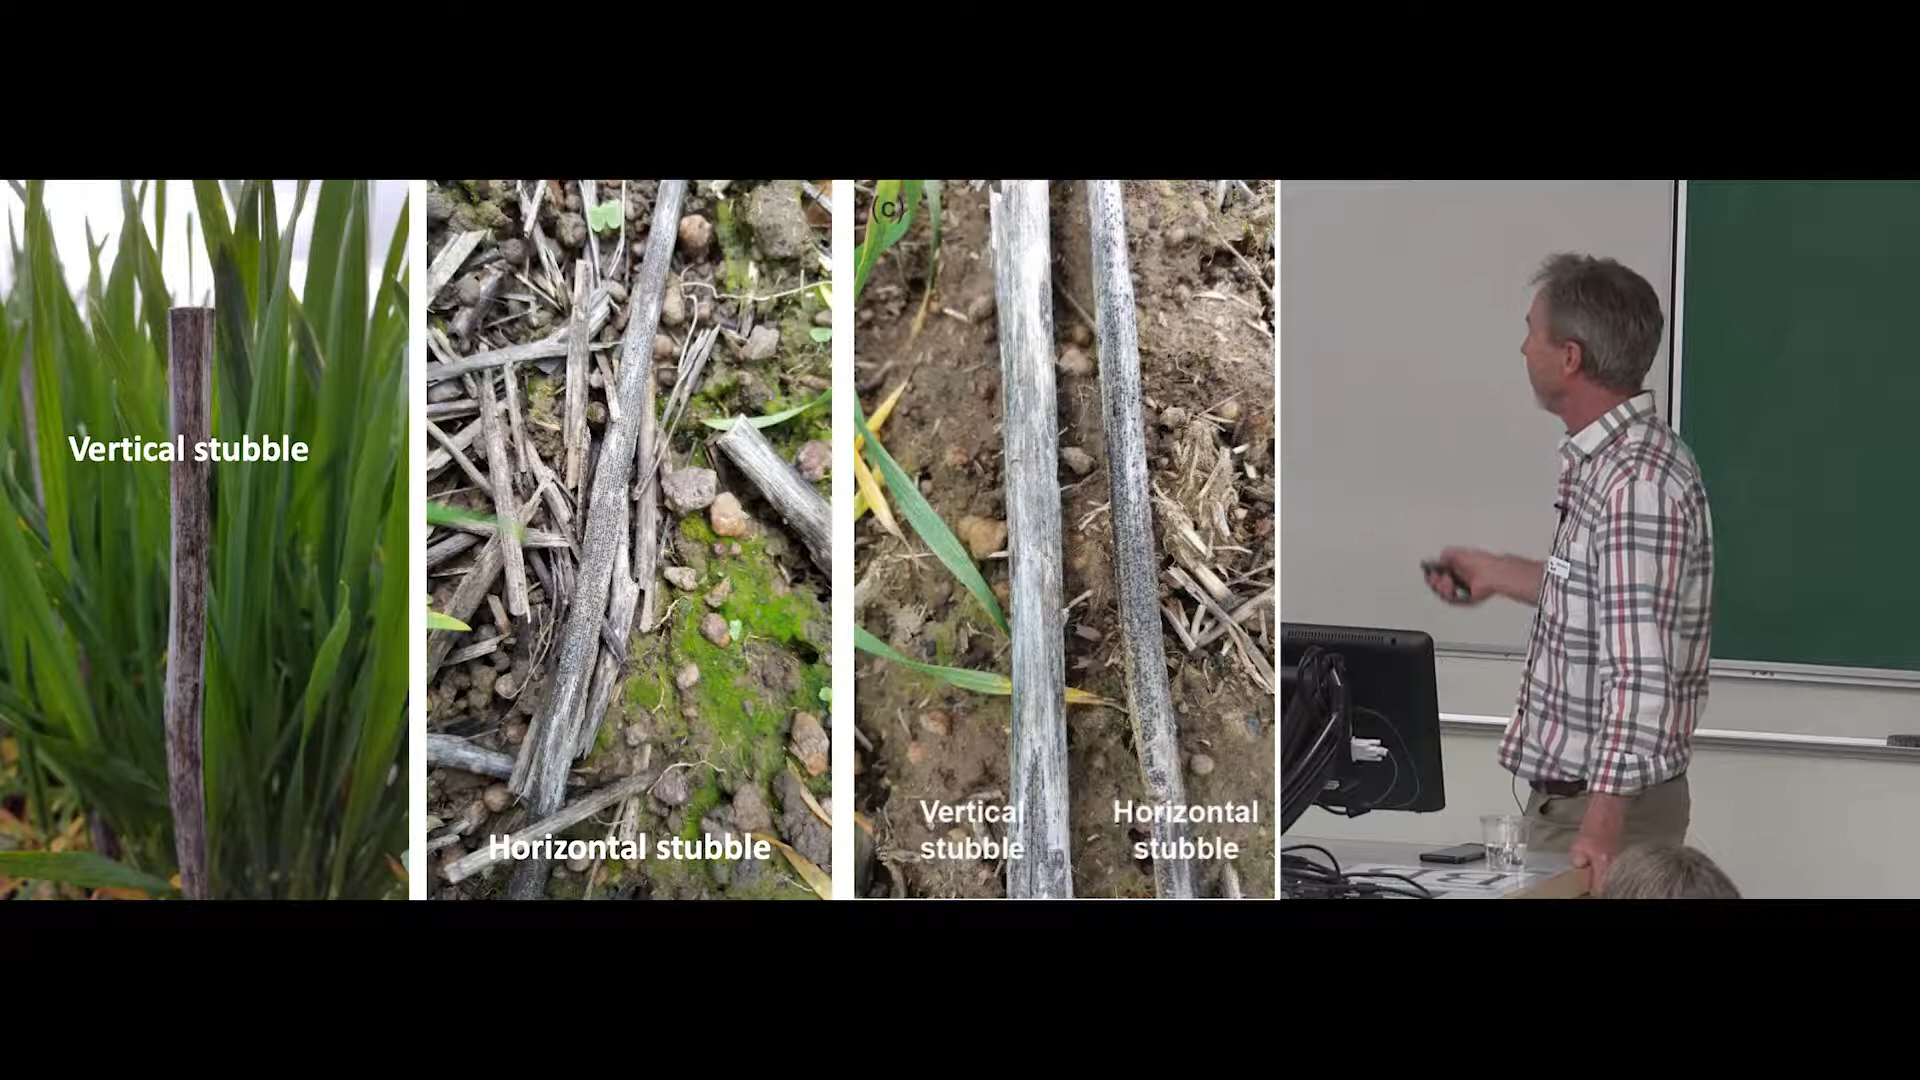 Vertical stubble
Horizontal stubble
(c)
Vertical
stubble
Horizontal
stubble